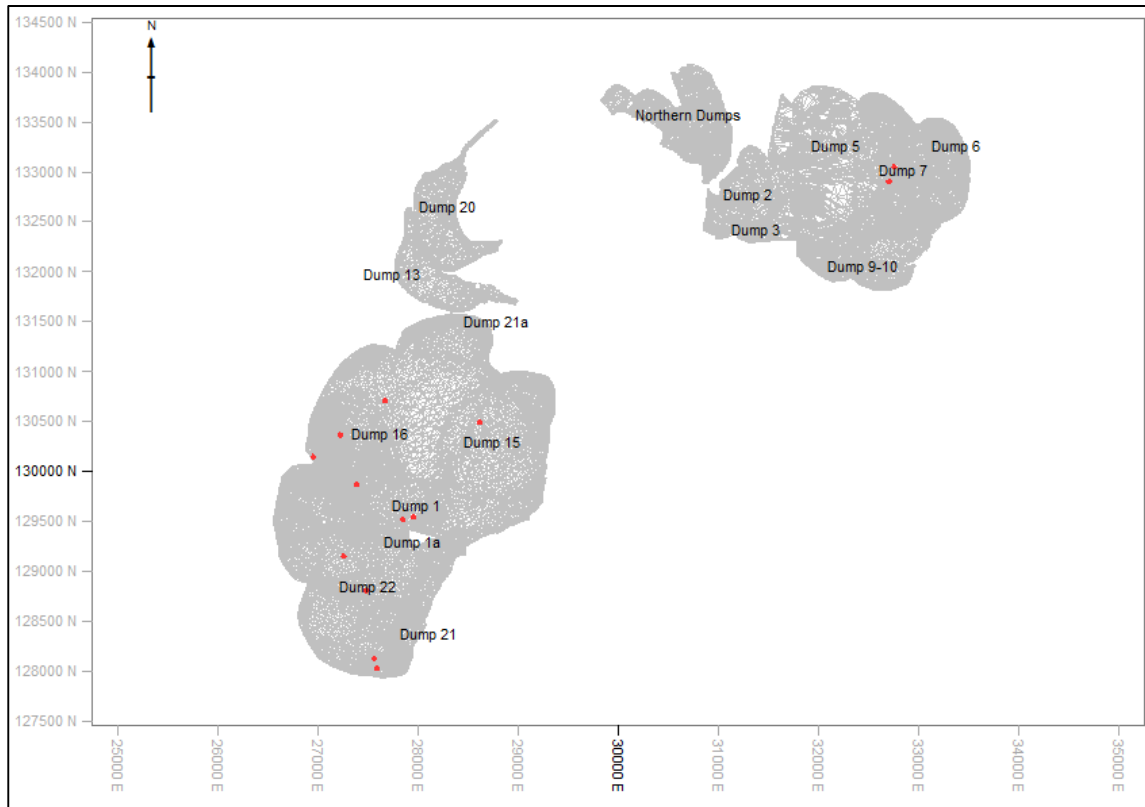 134500 N
N
134000 N
133500 N
Northern Dumps
Dump 5
Dump 6
133000 N
Dump 7
Dump 2
Dump 20
132500 N
Dump 3
Dump 9-10
132000 N
Dump 13
131500 N
Dump 21a
131000 N
130500 N
Dump 16
Dump 15
130000 N
129500 N
Dump 1
Dump 1a
129000 N
Dump 22
128500 N
Dump 21
128000 N
127500 N
25000 E
26000 E
27000 E
28000 E
29000 E
30000 E
31000 E
32000 E
33000 E
34000 E
35000 E